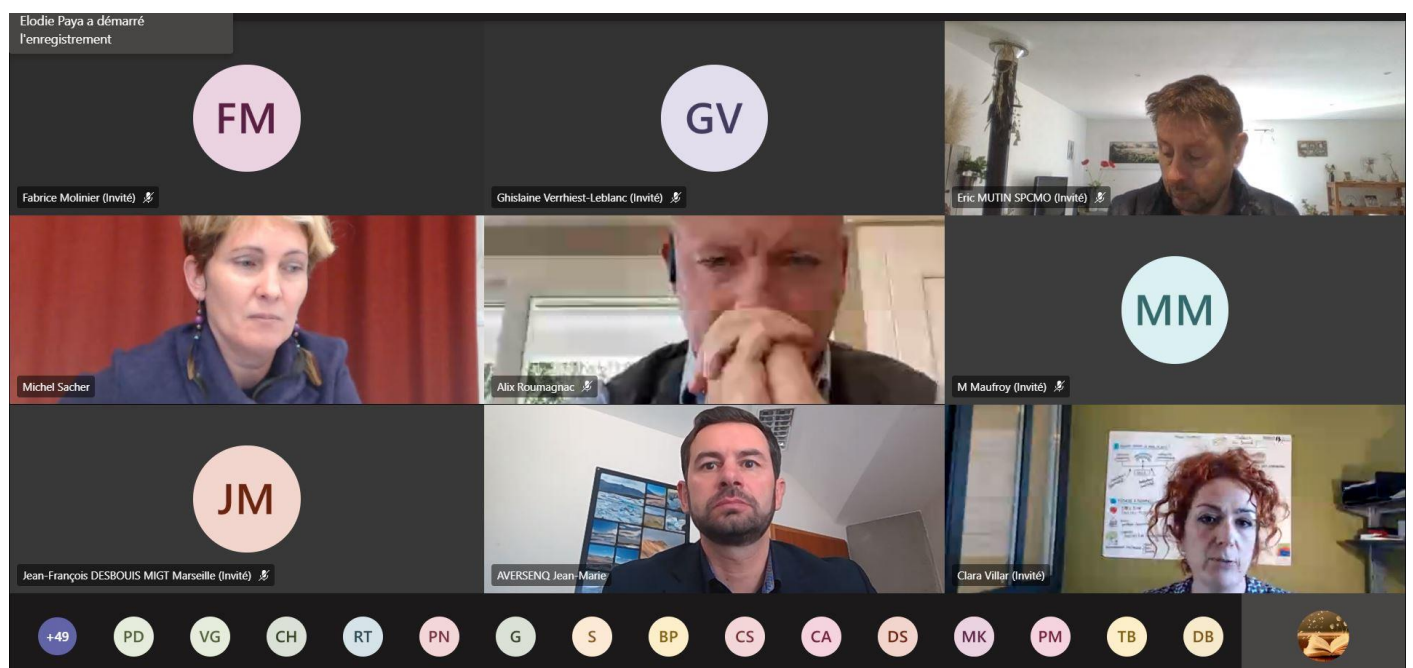 Elodie Paya a démarré
l'enregistrement
FM
Fabrice Molinier (Invité)
GV
Ghislaine Verrhiest-Leblanc (Invité)
Eric MUTIN SPCMO (Invité)
Michel Sacher
Alix Roumagnac
MM
M Maufroy (Invité)
JM
Jean-François DESBOUIS MIGT Marseille (Invité)
AVERSENQ Jean-Marie
Clara Villar (Invité)
+49 PD VG CH RT PN G S BP CS CA DS MK PM TB DB